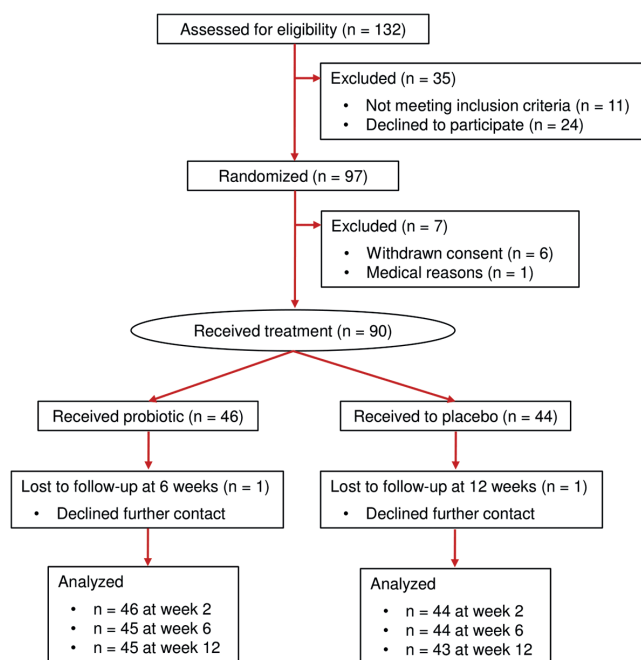 Assessed for eligibility (n = 132)
Excluded (n = 35)
• Not meeting inclusion criteria (n = 11)
• Declined to participate (n = 24)
Randomized (n = 97)
Excluded (n = 7)
• Withdrawn consent (n = 6)
• Medical reasons (n = 1)
Received treatment (n = 90)
Received probiotic (n = 46)
Received to placebo (n = 44)
Lost to follow-up at 6 weeks (n = 1)
• Declined further contact
Lost to follow-up at 12 weeks (n = 1)
• Declined further contact
Analyzed
• n = 46 at week 2
• n = 45 at week 6
• n = 45 at week 12
Analyzed
• n = 44 at week 2
• n = 44 at week 6
• n = 43 at week 12